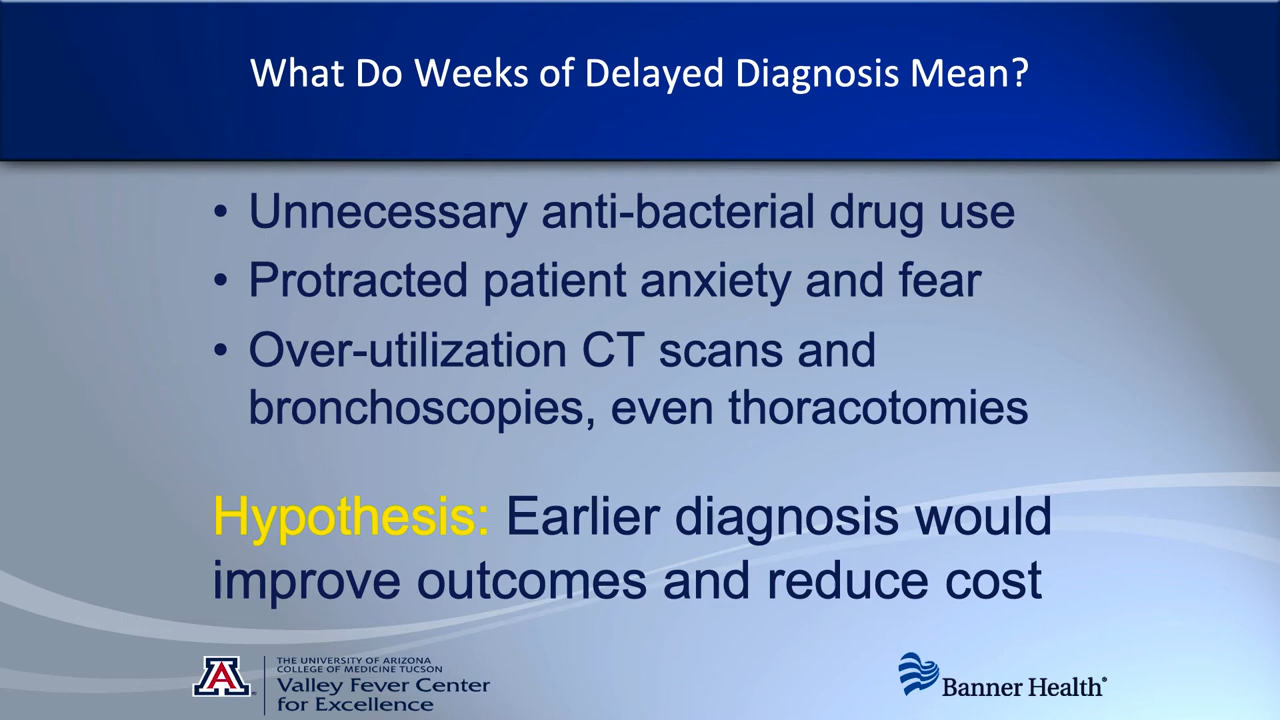 What Do Weeks of Delayed Diagnosis Mean?
• Unnecessary anti-bacterial drug use
• Protracted patient anxiety and fear
• Over-utilization CT scans and
bronchoscopies, even thoracotomies
Hypothesis: Earlier diagnosis would
improve outcomes and reduce cost
A
THE UNIVERSITY OF ARIZONA
COLLEGE OF MEDICINE TUCSON
Valley Fever Center
for Excellence
Banner Health®